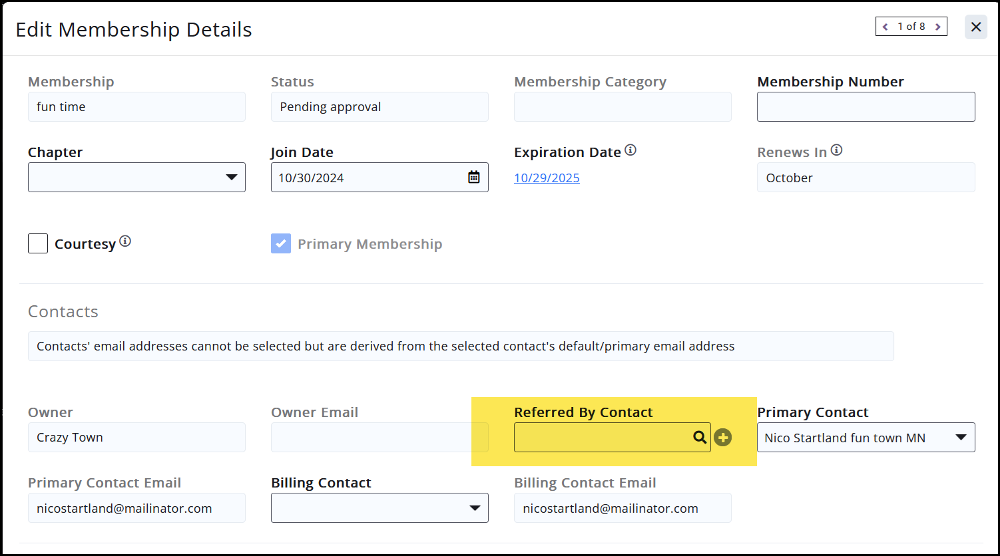 Edit Membership Details
1 of 8
Membership
Status
Membership Category
Membership Number
fun time
Pending approval
Chapter
Join Date
Expiration Date
Renews In
10/30/2024
10/29/2025
October
Courtesy
Primary Membership
Contacts
Contacts' email addresses cannot be selected but are derived from the selected contact's default/primary email address
Owner
Owner Email
Referred By Contact
Primary Contact
Crazy Town
Nico Startland fun town MN
Primary Contact Email
Billing Contact
Billing Contact Email
nicostartland@mailinator.com
nicostartland@mailinator.com